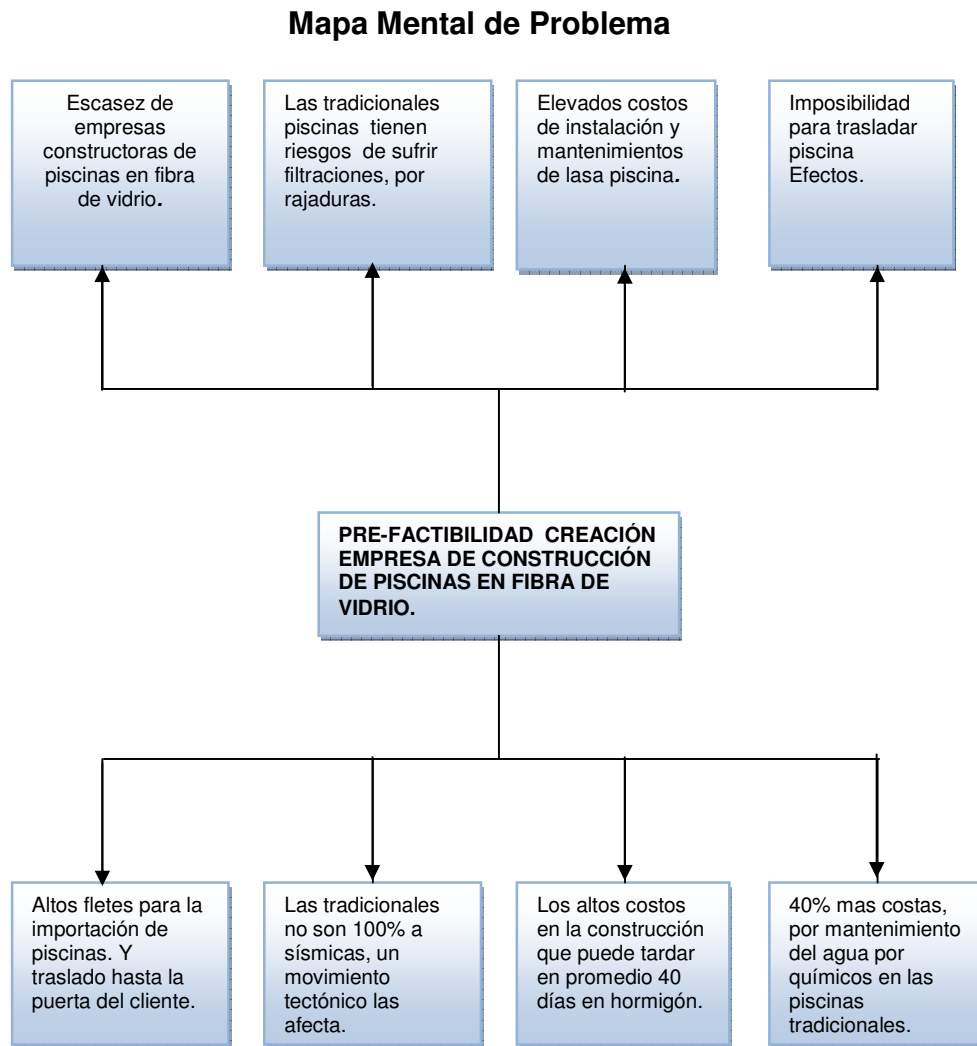 Mapa Mental de Problema
Escasez de
empresas
constructoras de
piscinas en fibra
de vidrio.
Las tradicionales
piscinas tienen
riesgos de sufrir
filtraciones, por
rajaduras.
Elevados costos
de instalación y
mantenimientos
de lasa piscina.
Imposibilidad
para trasladar
piscina
Efectos.
PRE-FACTIBILIDAD CREACIÓN
EMPRESA DE CONSTRUCCIÓN
DE PISCINAS EN FIBRA DE
VIDRIO.
Altos fletes para la
importación de
piscinas. Y
traslado hasta la
puerta del cliente.
Las tradicionales
no son 100% a
sísmicas, un
movimiento
tectónico las
afecta.
Los altos costos
en la construcción
que puede tardar
en promedio 40
días en hormigón.
40% mas costas,
por mantenimiento
del agua por
químicos en las
piscinas
tradicionales.